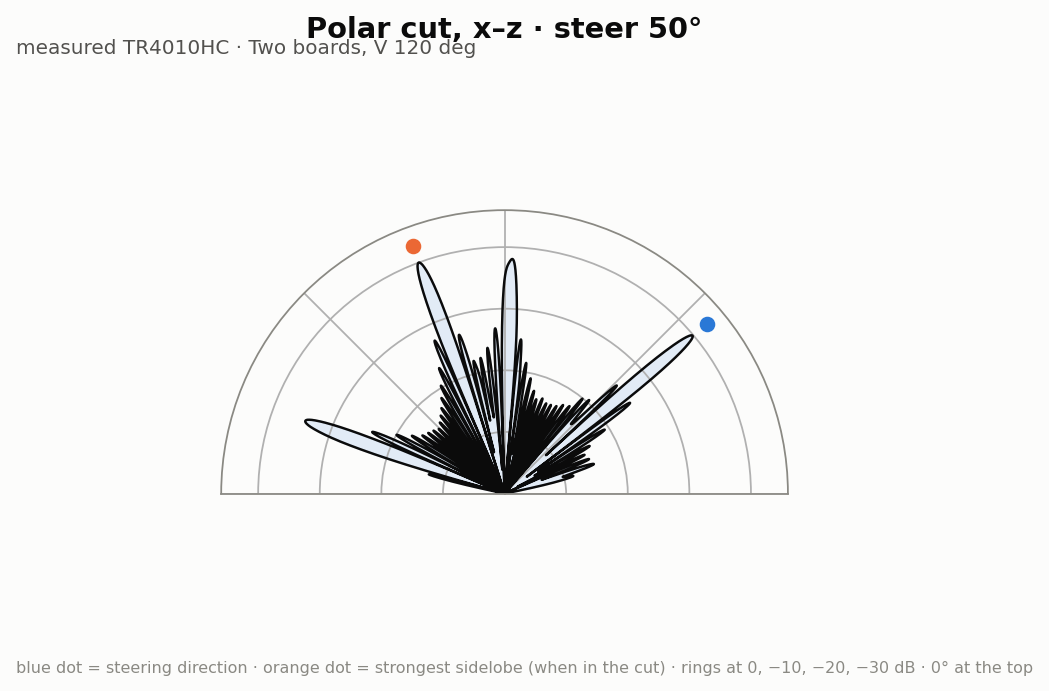 Polar cut, x–z · steer 50°
measured TR4010HC · Two boards, V 120 deg
blue dot = steering direction · orange dot = strongest sidelobe (when in the cut) · rings at 0, −10, −20, −30 dB · 0° at the top